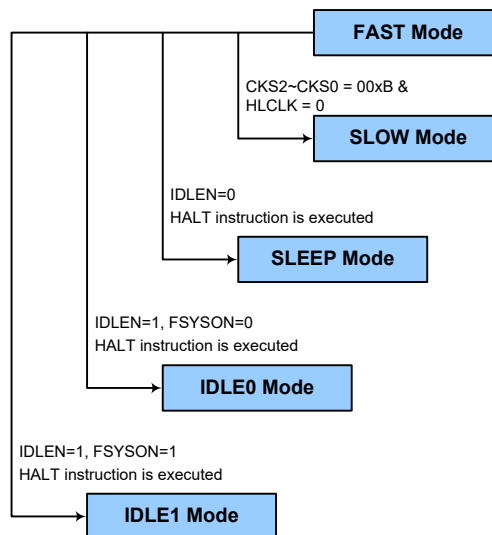 FAST Mode
CKS2~CKS0 = 00xB &
HLCLK = 0
SLOW Mode
IDLEN=0
HALT instruction is executed
SLEEP Mode
IDLEN=1, FSYSON=0
HALT instruction is executed
IDLE0 Mode
IDLEN=1, FSYSON=1
HALT instruction is executed
IDLE1 Mode